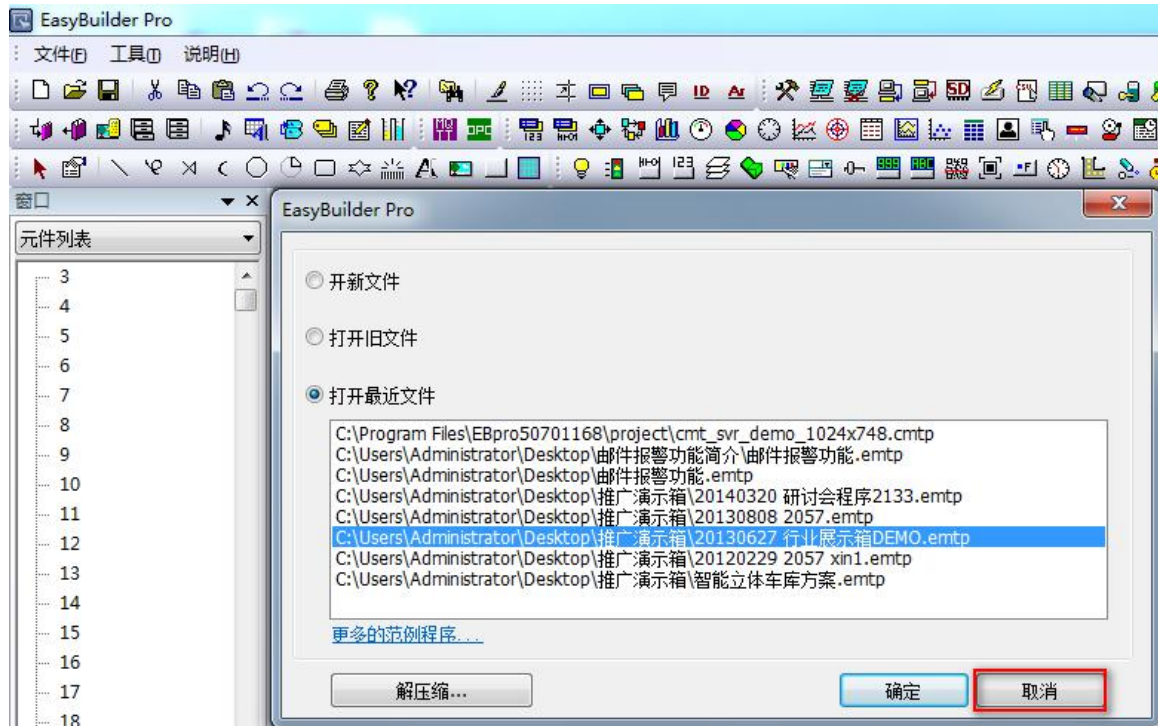 EasyBuilder Pro
文件(F) 工具(T) 说明(H)
窗口
元件列表
3
4
5
6
7
8
9
10
11
12
13
14
15
16
17
18
EasyBuilder Pro
开新文件
打开旧文件
打开最近文件
C:\Program Files\EBpro50701168\project\cmt_svr_demo_1024x748.cmtp
C:\Users\Administrator\Desktop\邮件报警功能简介\邮件报警功能.emtp
C:\Users\Administrator\Desktop\邮件报警功能.emtp
C:\Users\Administrator\Desktop\推广演示箱\20140320 研讨会程序2133.emtp
C:\Users\Administrator\Desktop\推广演示箱\20130808 2057.emtp
C:\Users\Administrator\Desktop\推广演示箱\20130627 行业展示箱DEMO.emtp
C:\Users\Administrator\Desktop\推广演示箱\20120229 2057 xin1.emtp
C:\Users\Administrator\Desktop\推广演示箱\智能立体车库方案.emtp
更多的范例程序...
解压缩... 确定 取消